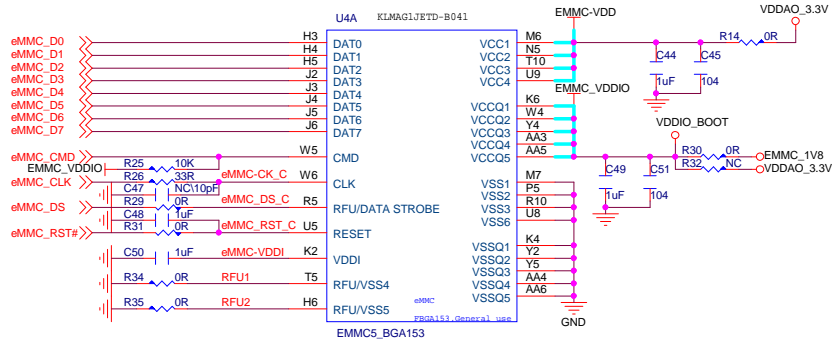 U4A KLMAG1JETD-B041
EMMC-VDD
VDDAO_3.3V
eMMC_D0 H3 DAT0 VCC1 M6
eMMC_D1 H4 DAT1 VCC2 N5
eMMC_D2 H5 DAT2 VCC3 T10
eMMC_D3 J2 DAT3 VCC4 U9
eMMC_D4 J3 DAT4
eMMC_D5 J4 DAT5 VCCQ1 K6
eMMC_D6 J5 DAT6 VCCQ2 W4
eMMC_D7 J6 DAT7 VCCQ3 Y4
VCCQ4 AA3
VCCQ5 AA5
R14 0R
C44 C45
1uF 104
EMMC_VDDIO
VDDIO_BOOT
R30 0R EMMC_1V8
R32 NC VDDAO_3.3V
C49 C51
1uF 104
eMMC_CMD W5 CMD
EMMC_VDDIO R25 10K
eMMC_CLK R26 33R eMMC-CK_C W6 CLK
C47 NC\10pF
eMMC_DS R29 0R eMMC_DS_C R5 RFU/DATA STROBE
C48 1uF
eMMC_RST# R31 0R eMMC_RST_C U5 RESET
C50 1uF eMMC-VDDI K2 VDDI
R34 0R RFU1 T5 RFU/VSS4
R35 0R RFU2 H6 RFU/VSS5
VSS1 M7
VSS2 P5
VSS3 R10
VSS6 U8
VSSQ1 K4
VSSQ2 Y2
VSSQ3 Y5
VSSQ4 AA4
VSSQ5 AA6
eMMC
FBGA153,General use
GND
EMMC5_BGA153